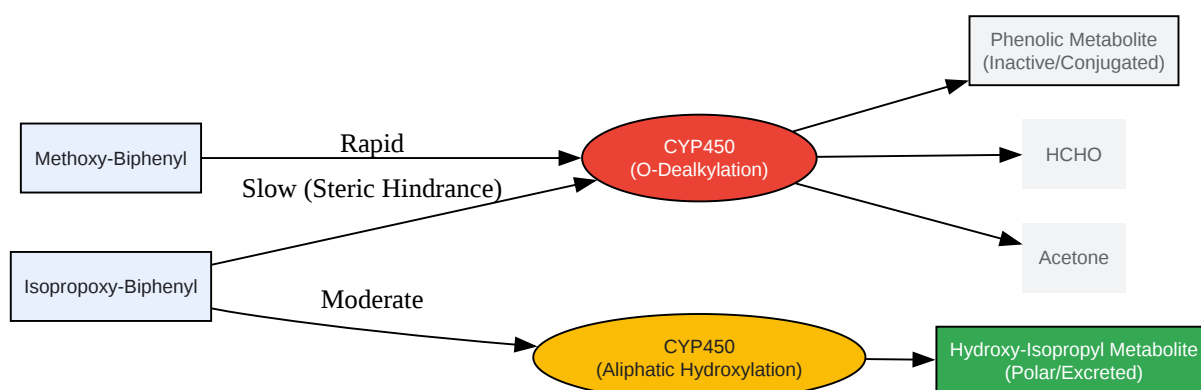 Phenolic Metabolite
(Inactive/Conjugated)
Methoxy-Biphenyl
Rapid
CYP450
(O-Dealkylation)
HCHO
Slow (Steric Hindrance)
Isopropoxy-Biphenyl
Acetone
Moderate
CYP450
(Aliphatic Hydroxylation)
Hydroxy-Isopropyl Metabolite
(Polar/Excreted)